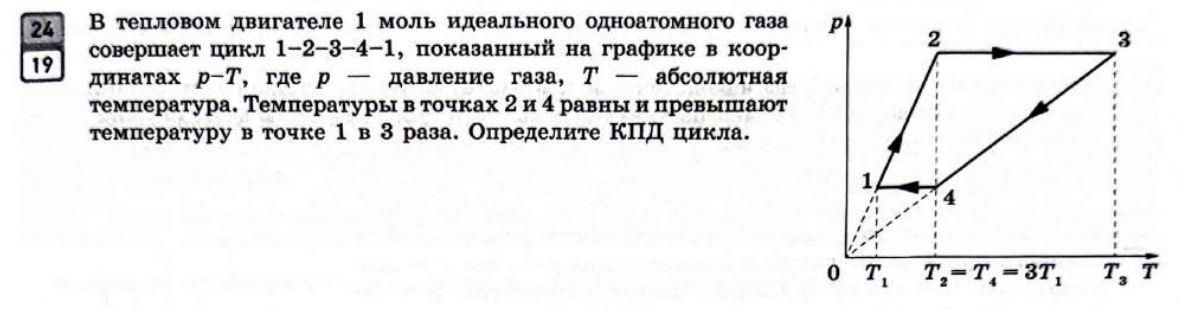 24
19
В тепловом двигателе 1 моль идеального одноатомного газа
совершает цикл 1–2–3–4–1, показанный на графике в коор-
динатах p–T, где p — давление газа, T — абсолютная
температура. Температуры в точках 2 и 4 равны и превышают
температуру в точке 1 в 3 раза. Определите КПД цикла.
p
2 3
1
4
0 T₁ T₂ = T₄ = 3T₁ T₃ T